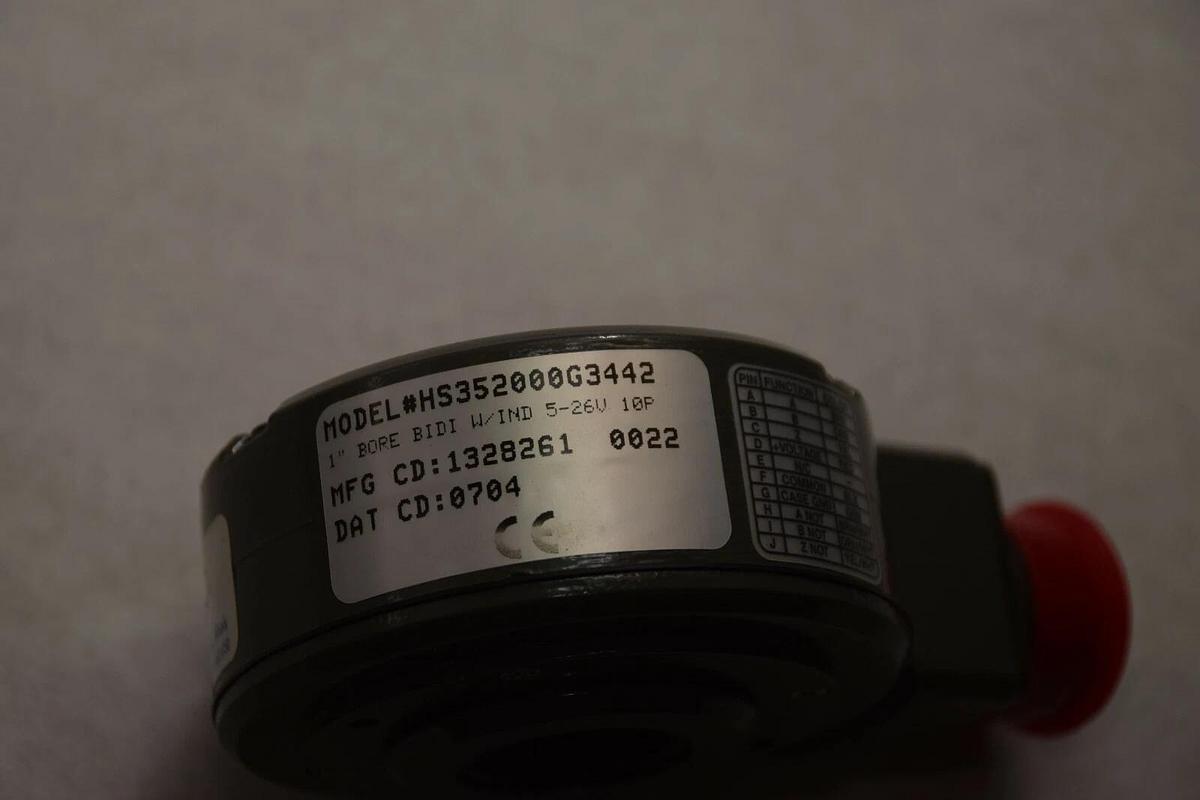 MODEL#HS352000G3442
1" BORE BIDI W/IND 5-26V 10P
MFG CD:1328261 0022
DAT CD:0704
CE
PIN FUNCTION
A A
B B
C Z
D +VOLTAGE
E N/C
F COMMON
G CASE GND
H A NOT
I B NOT
J Z NOT